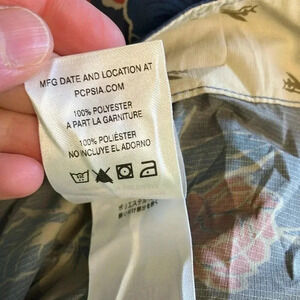 MFG DATE AND LOCATION AT
PCPSIA.COM
100% POLYESTER
A PART LA GARNITURE
100% POLIÉSTER
NO INCLUYE EL ADORNO